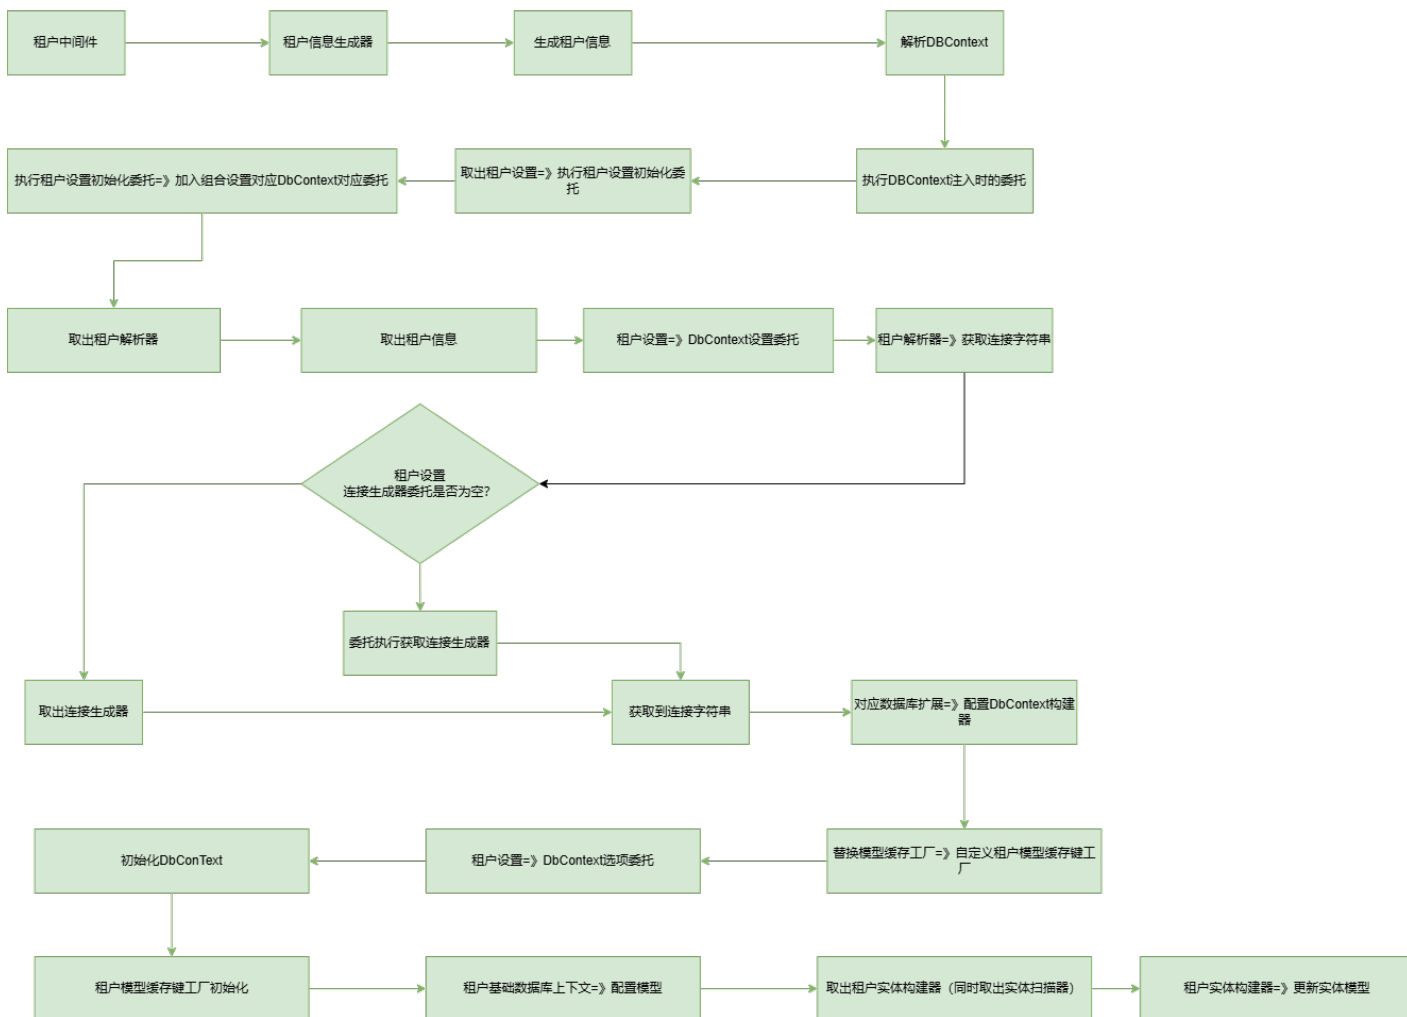 租户中间件
租户信息生成器
生成租户信息
解析DBContext
执行租户设置初始化委托=》加入组合设置对应DbContext对应委托
取出租户设置=》执行租户设置初始化委
托
执行DBContext注入时的委托
取出租户解析器
取出租户信息
租户设置=》DbContext设置委托
租户解析器=》获取连接字符串
租户设置
连接生成器委托是否为空?
委托执行获取连接生成器
取出连接生成器
获取到连接字符串
对应数据库扩展=》配置DbContext构建
器
初始化DbConText
租户设置=》DbContext选项委托
替换模型缓存工厂=》自定义租户模型缓存键工
厂
租户模型缓存键工厂初始化
租户基础数据库上下文=》配置模型
取出租户实体构建器（同时取出实体扫描器）
租户实体构建器=》更新实体模型